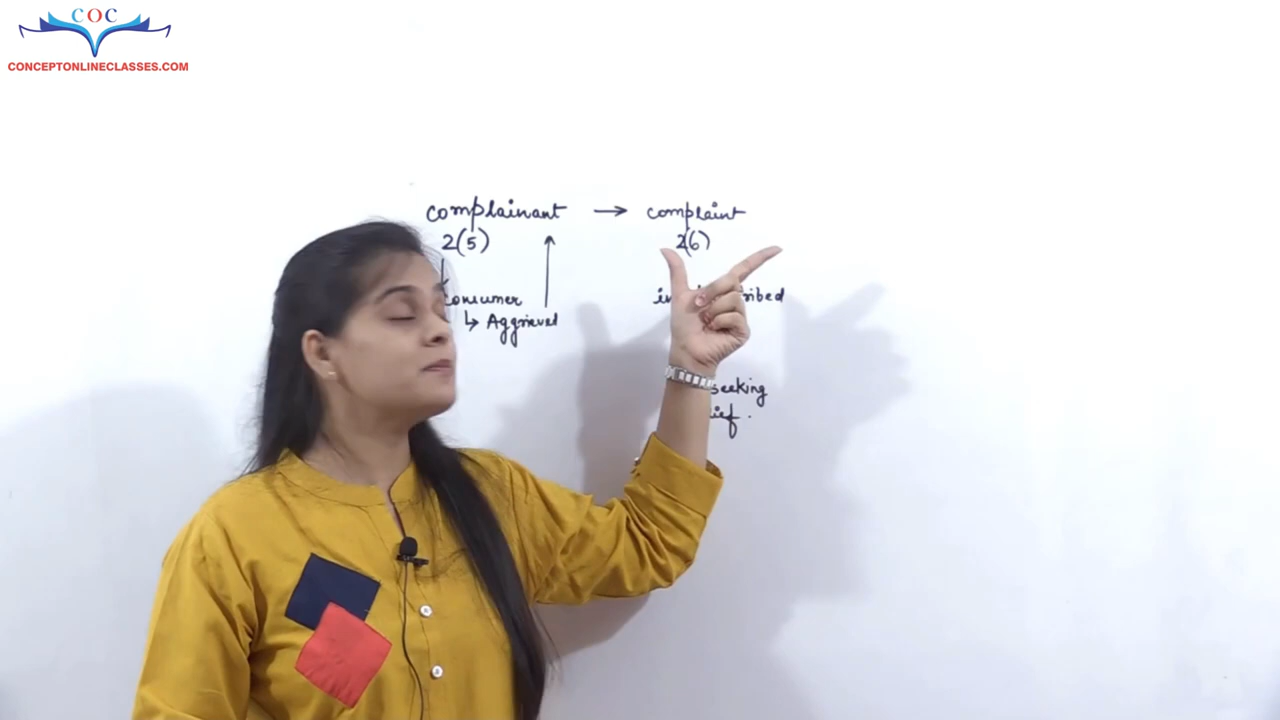 COC
CONCEPTONLINECLASSES.COM
complainant → complaint
2(5) 2(6)
consumer
↳ Aggrieved
seeking